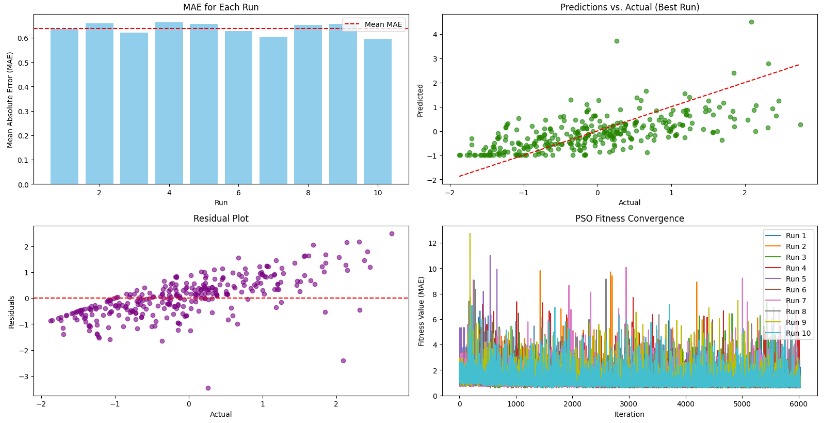 MAE for Each Run
Mean Absolute Error (MAE)
0.6
0.5
0.4
0.3
0.2
0.1
0.0
Mean MAE
2
4
6
8
10
Run
Predictions vs. Actual (Best Run)
Predicted
4
3
2
1
0
−1
−2
−2
−1
0
1
2
Actual
Residual Plot
Residuals
2
1
0
−1
−2
−3
−2
−1
0
1
2
Actual
PSO Fitness Convergence
Fitness Value (MAE)
12
10
8
6
4
2
0
Run 1
Run 2
Run 3
Run 4
Run 5
Run 6
Run 7
Run 8
Run 9
Run 10
0
1000
2000
3000
4000
5000
6000
Iteration